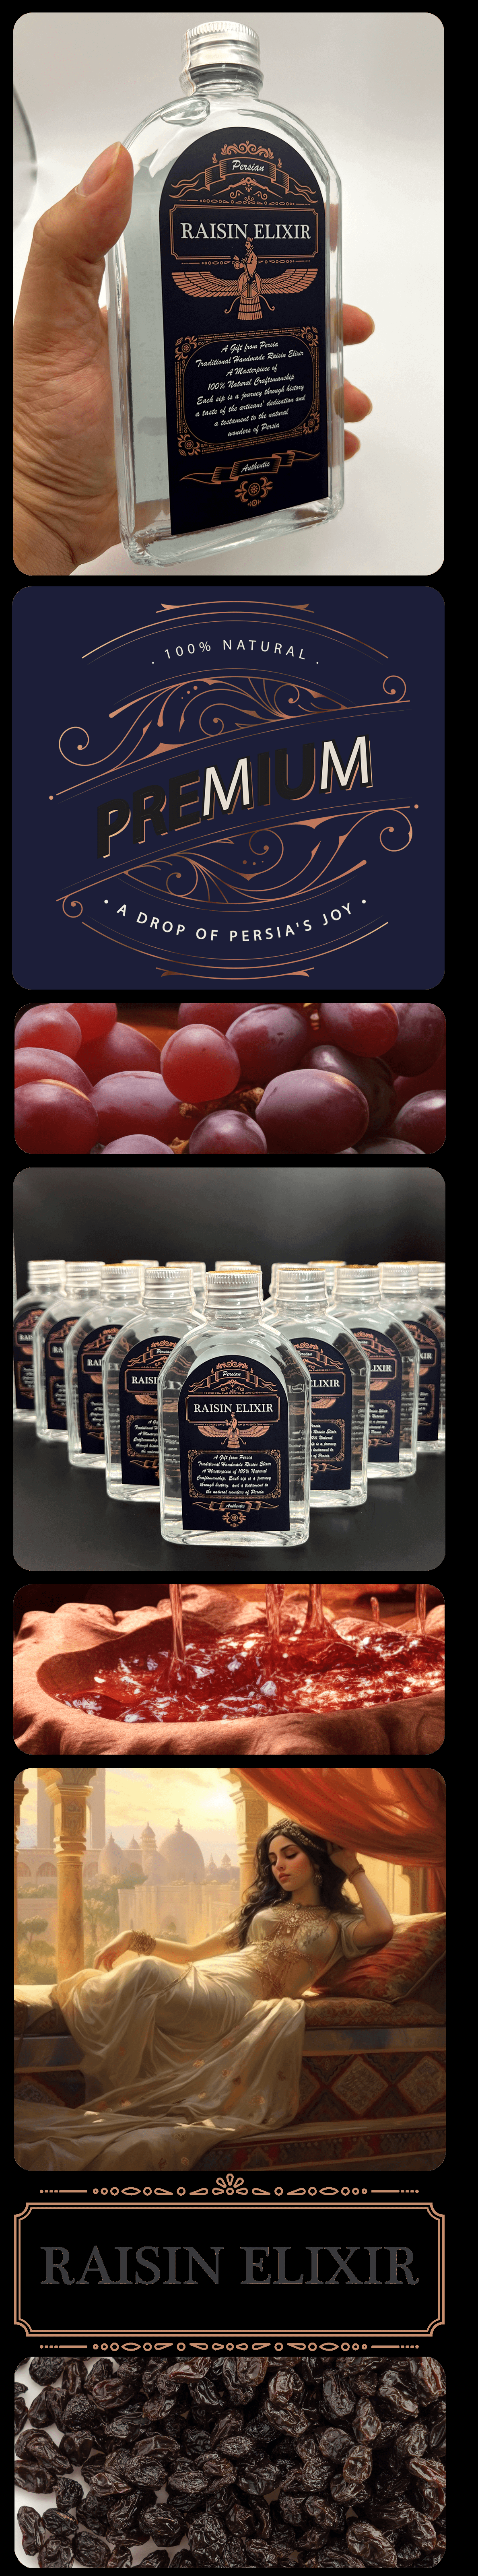 Persian
RAISIN ELIXIR
A Gift from Persia
Traditional Handmade Raisin Elixir
A Masterpiece of
100% Natural Craftsmanship
Each sip is a journey through history
a taste of the artisans' dedication and
a testament to the natural
wonders of Persia
Authentic
100% NATURAL
PREMIUM
A DROP OF PERSIA'S JOY
Persian
RAISIN ELIXIR
A Gift from Persia
Traditional Handmade Raisin Elixir
A Masterpiece of 100% Natural
Craftsmanship. Each sip is a journey
through history, and a testament to
the natural wonders of Persia
Authentic
RAISIN ELIXIR